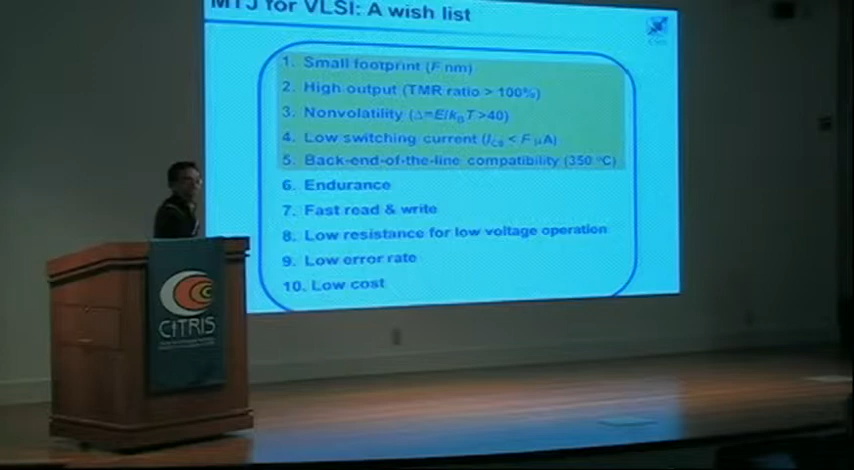 MTJ for VLSI: A wish list
1. Small footprint (F nm)
2. High output (TMR ratio > 100%)
3. Nonvolatility (Δ=E/kBT>40)
4. Low switching current (IC0 < F μA)
5. Back-end-of-the-line compatibility (350 °C)
6. Endurance
7. Fast read & write
8. Low resistance for low voltage operation
9. Low error rate
10. Low cost
CITRIS